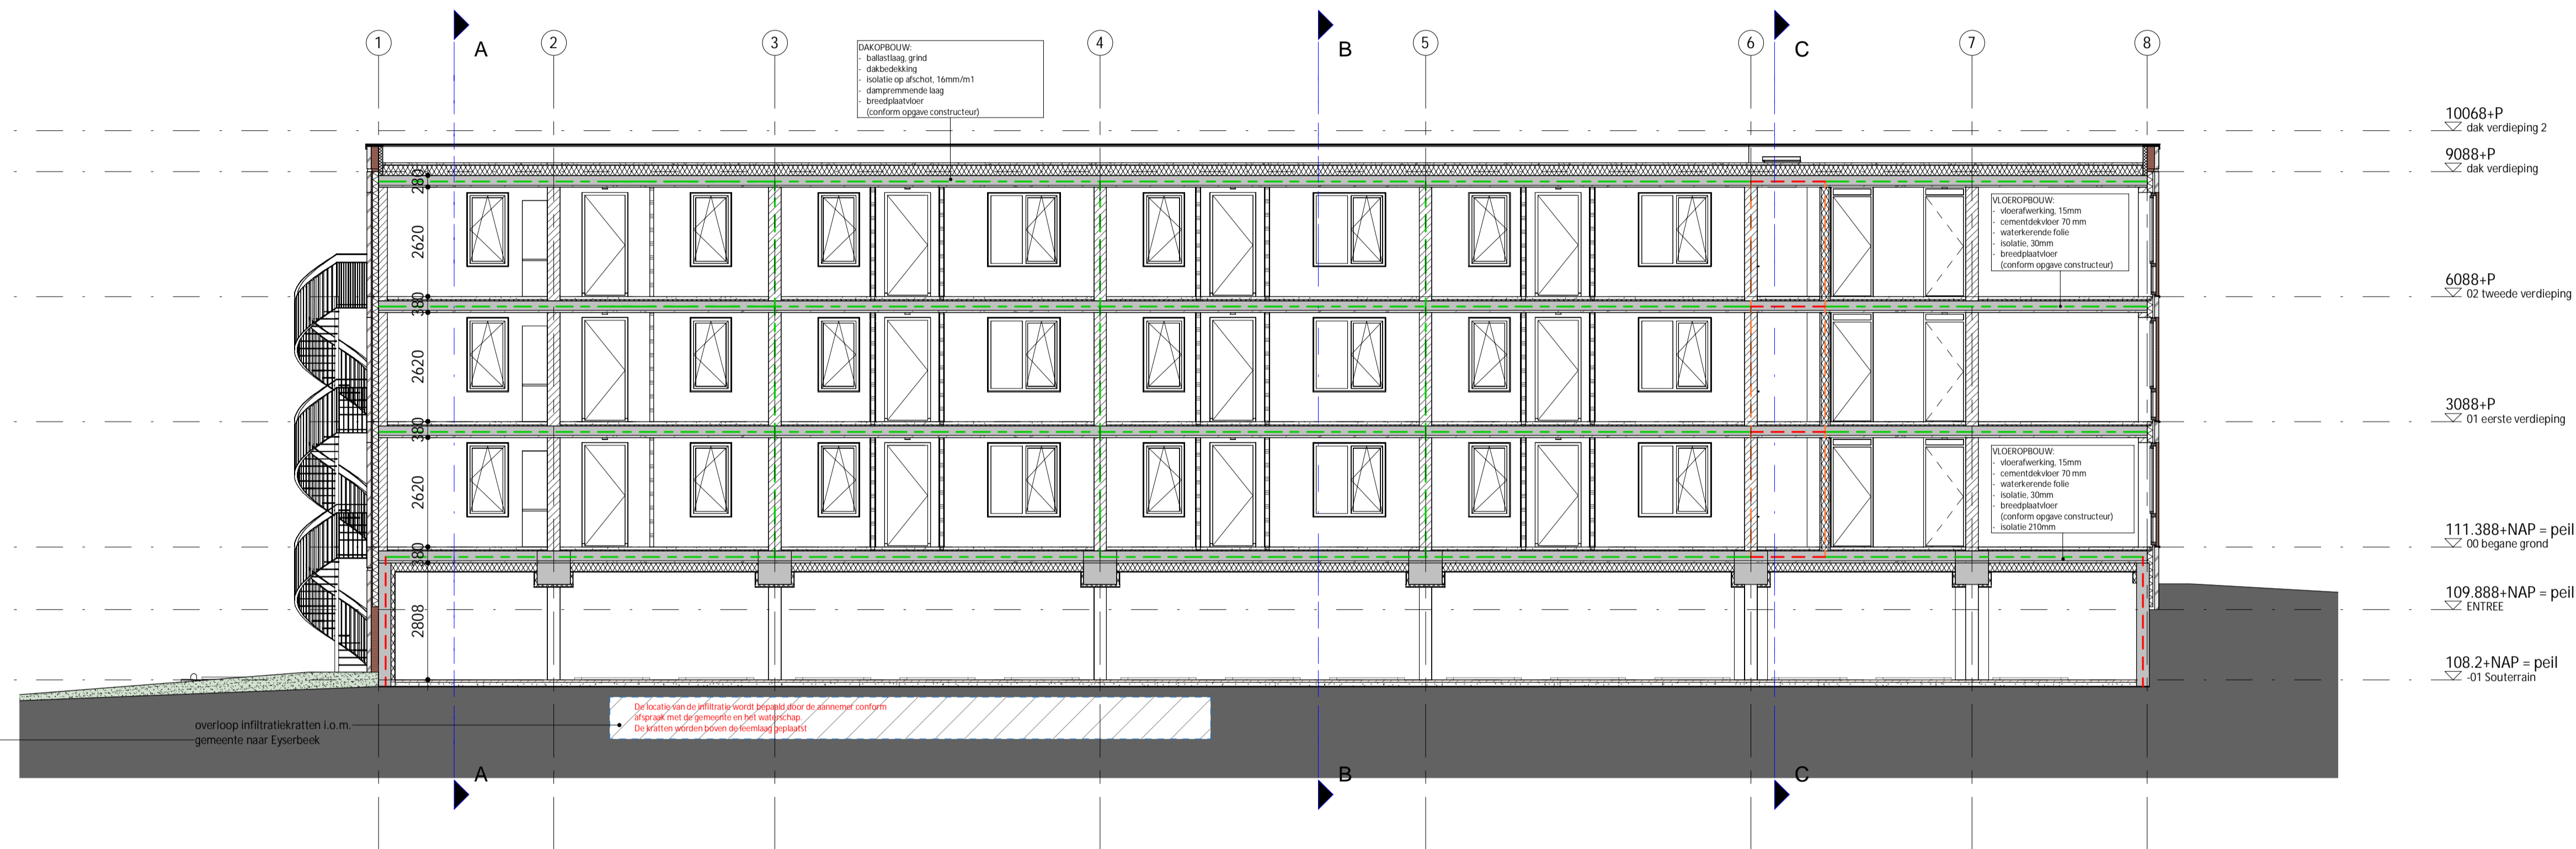 A
B
C
1
2
3
4
5
6
7
8
DAKOPBOUW:
- ballastlaag, grind
- dakbedekking
- isolatie op afschot, 16mm/m1
- dampremmende laag
- breedplaatvloer
(conform opgave constructeur)
10068+P
dak verdieping 2
9088+P
dak verdieping
280
2620
VLOEROPBOUW:
- vloerafwerking, 15mm
- cementdekvloer 70 mm
- waterkerende folie
- isolatie, 30mm
- breedplaatvloer
(conform opgave constructeur)
6088+P
02 tweede verdieping
380
2620
3088+P
01 eerste verdieping
380
2620
VLOEROPBOUW:
- vloerafwerking, 15mm
- cementdekvloer 70 mm
- waterkerende folie
- isolatie, 30mm
- breedplaatvloer
(conform opgave constructeur)
- isolatie 210mm
111.388+NAP = peil
00 begane grond
380
2808
109.888+NAP = peil
ENTREE
108.2+NAP = peil
-01 Souterrain
De locatie van de infiltratie wordt bepaald door de aannemer conform
afspraak met de gemeente en het waterschap.
De kratten worden boven de leemlaag geplaatst
overloop infiltratiekratten i.o.m.
gemeente naar Eyserbeek
A
B
C